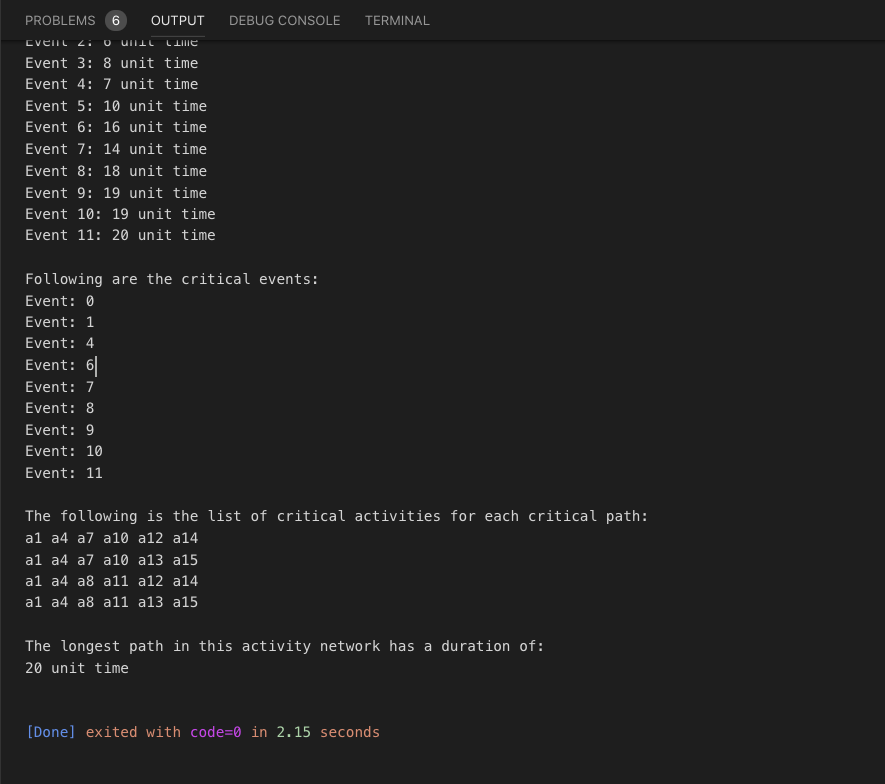 PROBLEMS 6 OUTPUT DEBUG CONSOLE TERMINAL
Event 2: 6 unit time
Event 3: 8 unit time
Event 4: 7 unit time
Event 5: 10 unit time
Event 6: 16 unit time
Event 7: 14 unit time
Event 8: 18 unit time
Event 9: 19 unit time
Event 10: 19 unit time
Event 11: 20 unit time
Following are the critical events:
Event: 0
Event: 1
Event: 4
Event: 6
Event: 7
Event: 8
Event: 9
Event: 10
Event: 11
The following is the list of critical activities for each critical path:
a1 a4 a7 a10 a12 a14
a1 a4 a7 a10 a13 a15
a1 a4 a8 a11 a12 a14
a1 a4 a8 a11 a13 a15
The longest path in this activity network has a duration of:
20 unit time
[Done] exited with code=0 in 2.15 seconds